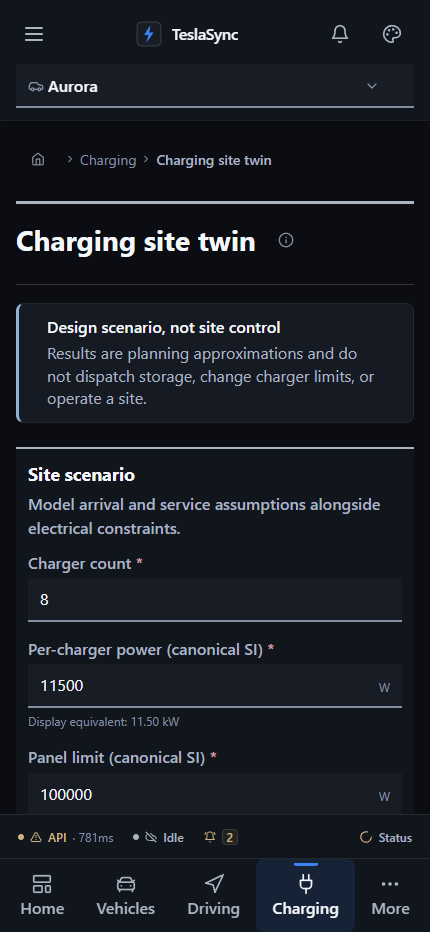 TeslaSync
Aurora
Charging
Charging site twin
Charging site twin
Design scenario, not site control
Results are planning approximations and do
not dispatch storage, change charger limits, or
operate a site.
Site scenario
Model arrival and service assumptions alongside
electrical constraints.
Charger count *
8
Per-charger power (canonical SI) *
11500 W
Display equivalent: 11.50 kW
Panel limit (canonical SI) *
100000 W
API · 781ms Idle 2 Status
Home Vehicles Driving Charging More